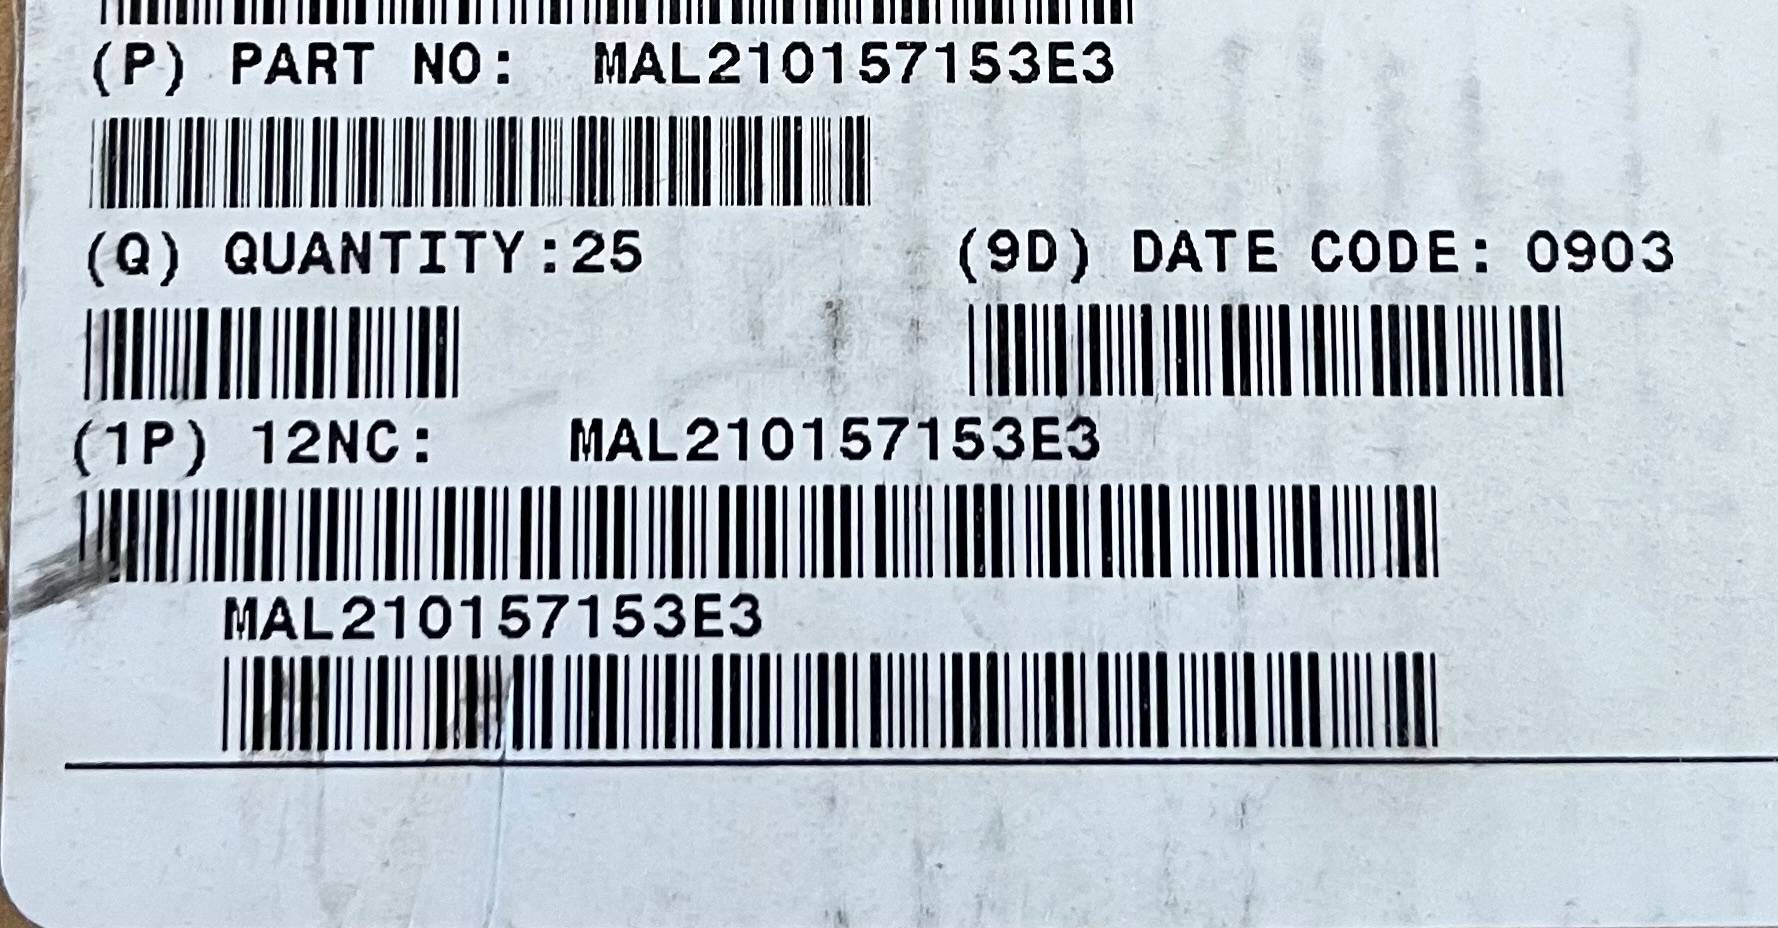 (P) PART NO: MAL210157153E3
(Q) QUANTITY:25 (9D) DATE CODE: 0903
(1P) 12NC: MAL210157153E3
MAL210157153E3